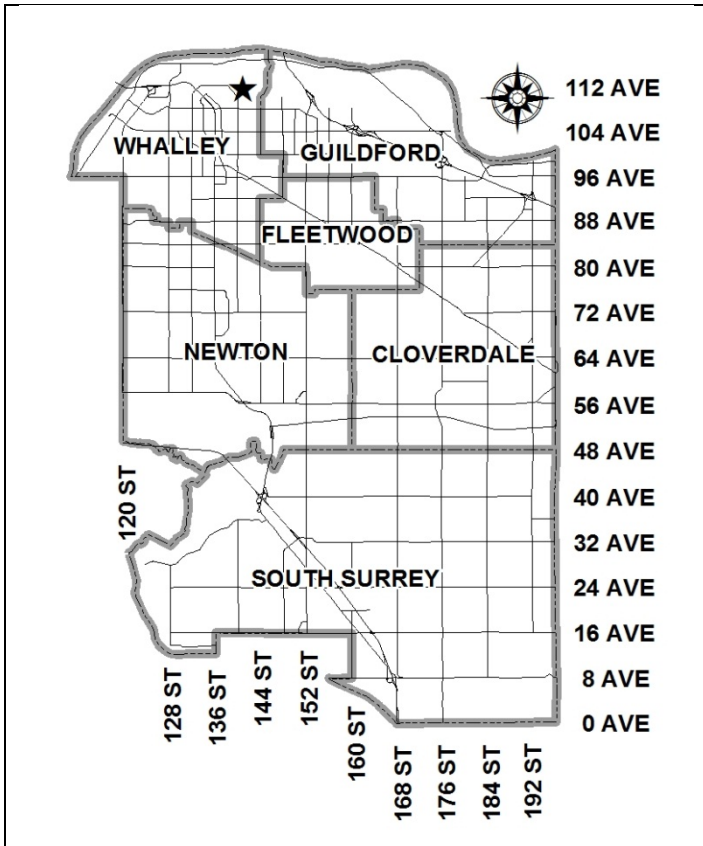 112 AVE
104 AVE
WHALLEY
GUILDFORD
96 AVE
88 AVE
FLEETWOOD
80 AVE
72 AVE
NEWTON
CLOVERDALE
64 AVE
56 AVE
48 AVE
120 ST
40 AVE
32 AVE
SOUTH SURREY
24 AVE
16 AVE
128 ST
136 ST
144 ST
152 ST
160 ST
8 AVE
0 AVE
168 ST
176 ST
184 ST
192 ST